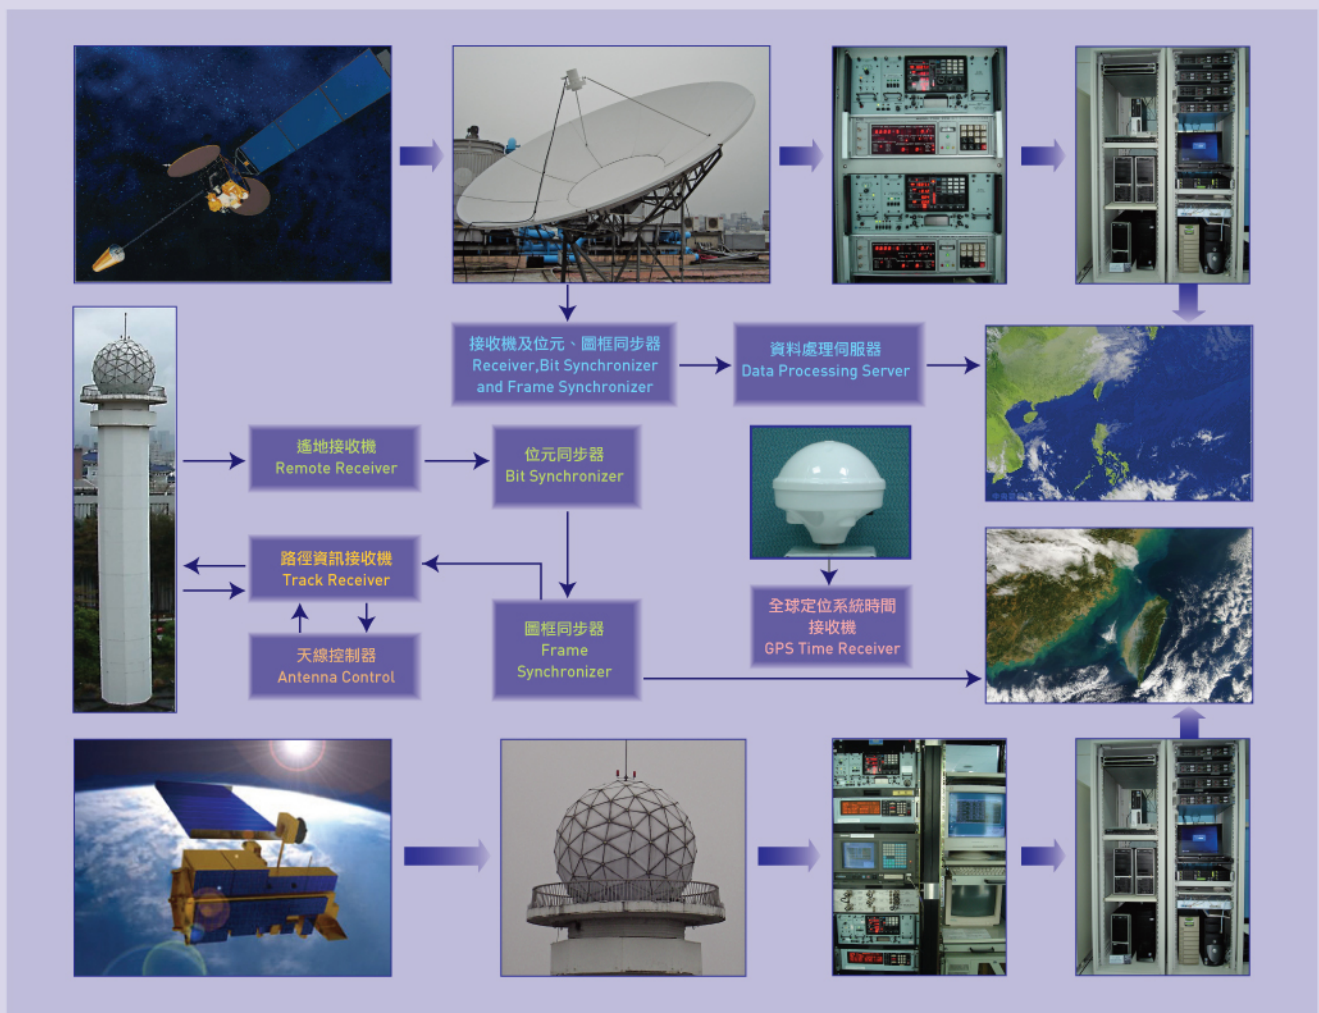 接收機及位元、圖框同步器
Receiver,Bit Synchronizer
and Frame Synchronizer
資料處理伺服器
Data Processing Server
遙地接收機
Remote Receiver
位元同步器
Bit Synchronizer
路徑資訊接收機
Track Receiver
天線控制器
Antenna Control
圖框同步器
Frame
Synchronizer
全球定位系統時間
接收機
GPS Time Receiver